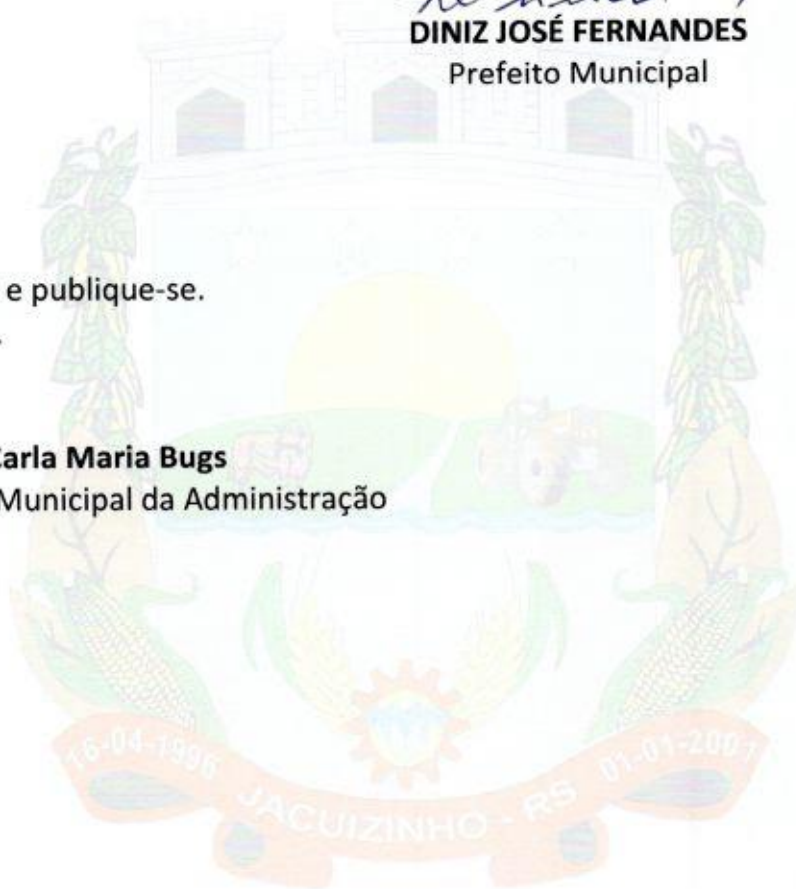 DINIZ JOSÉ FERNANDES
Prefeito Municipal
e publique-se.
Carla Maria Bugs
Municipal da Administração
16-04-1996
JACUIZINHO - RS
01-01-2001